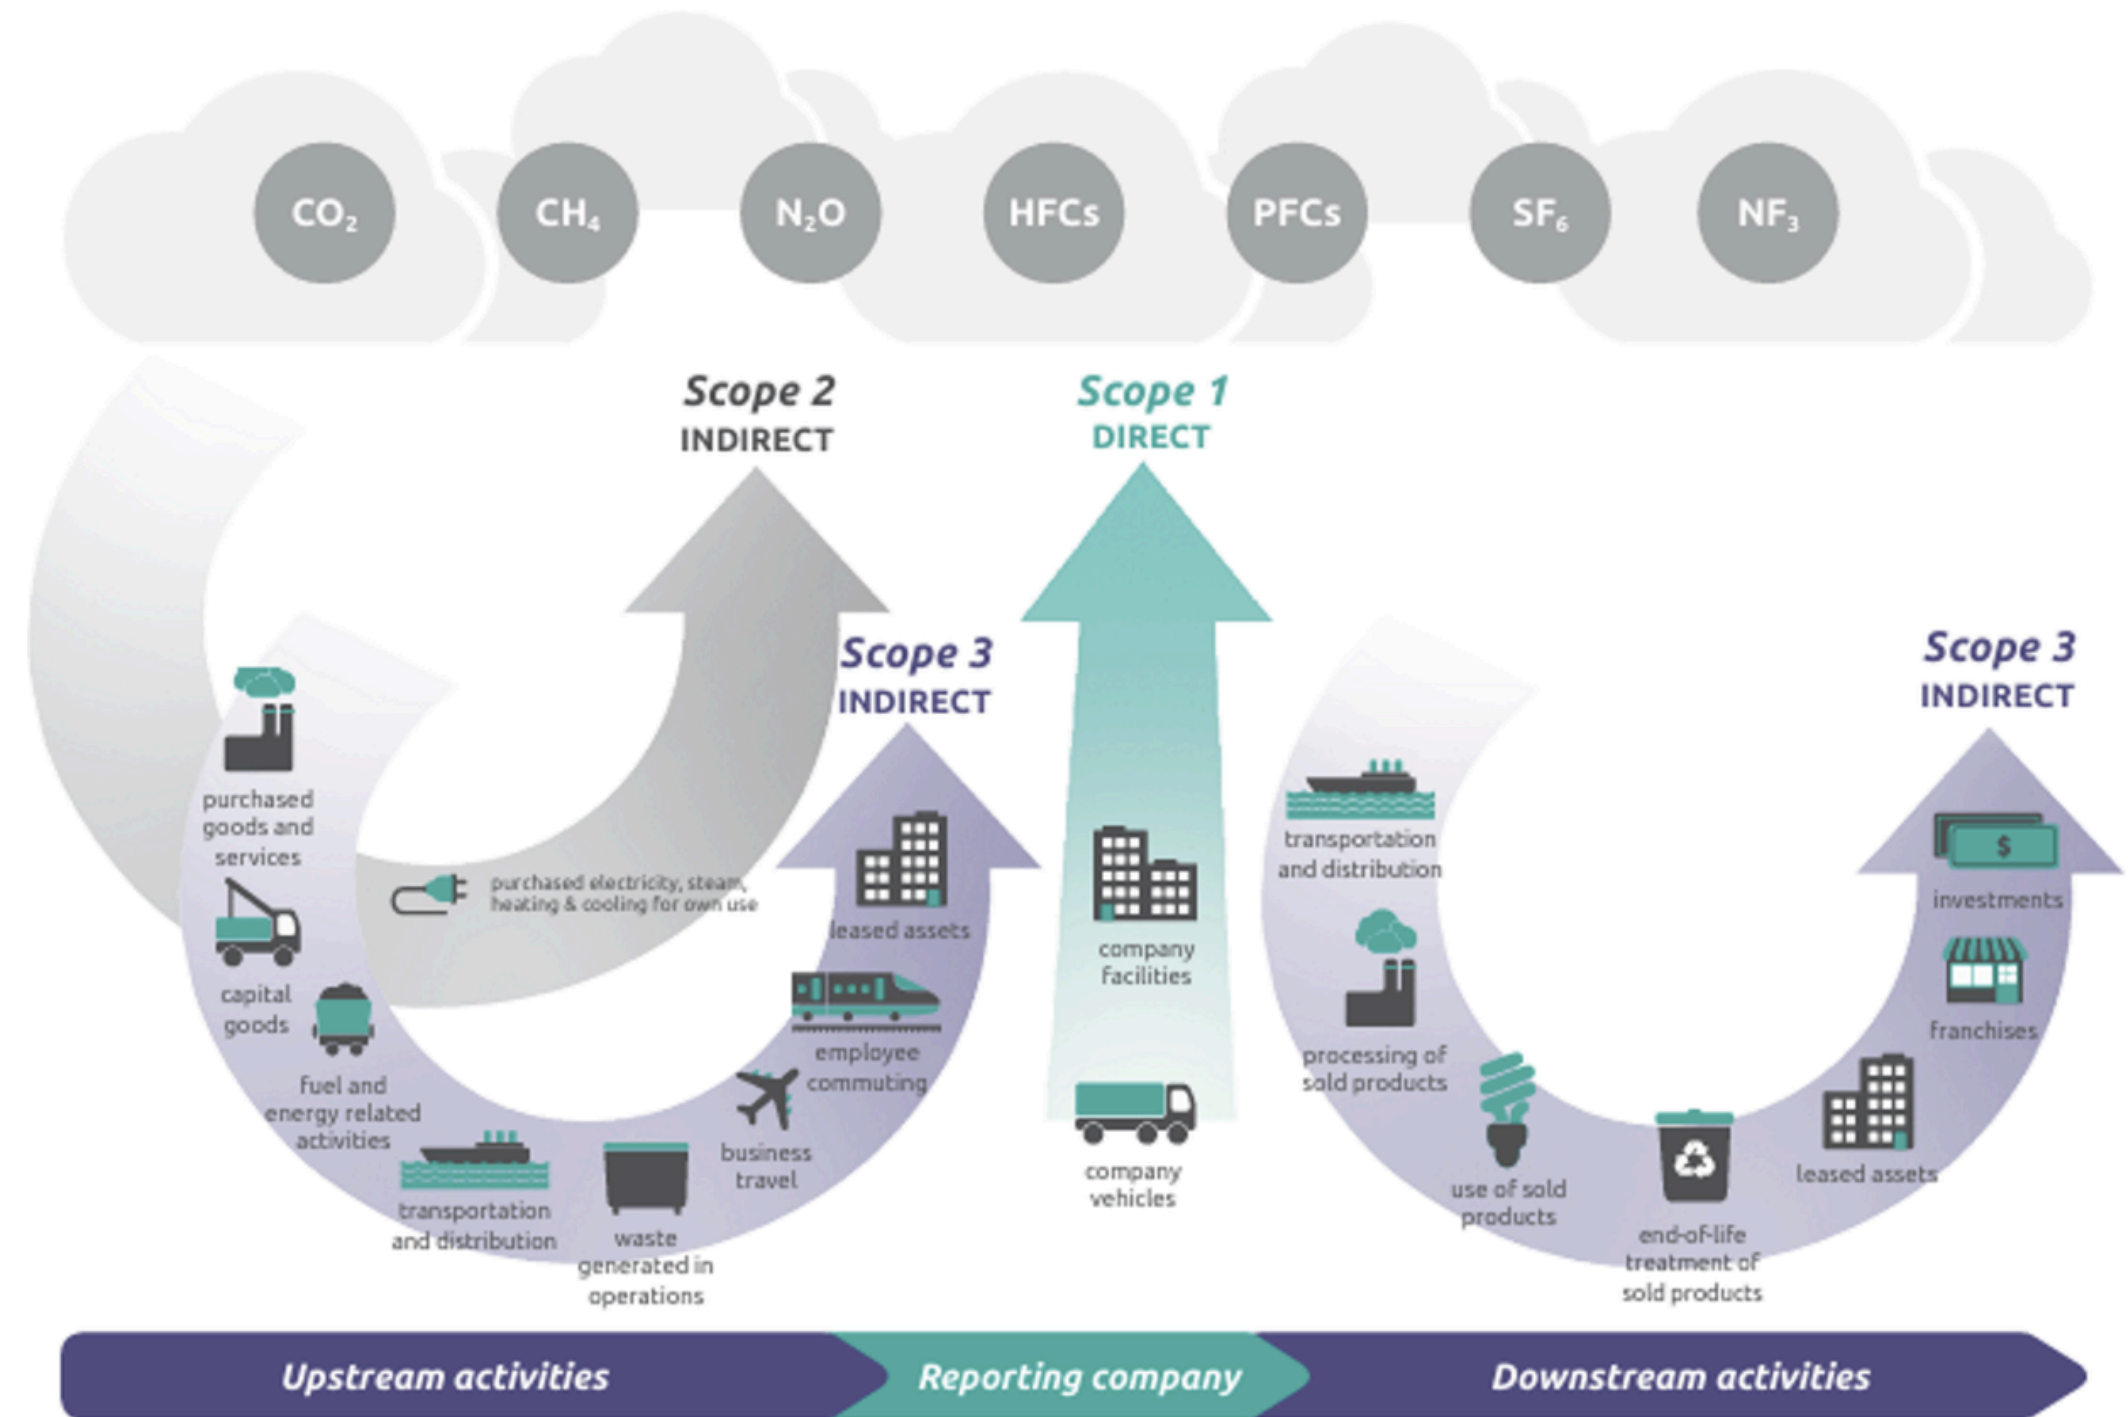 CO₂
CH₄
N₂O
HFCs
PFCs
SF₆
NF₃
Scope 2
INDIRECT
Scope 1
DIRECT
Scope 3
INDIRECT
Scope 3
INDIRECT
purchased
goods and
services
capital
goods
fuel and
energy related
activities
transportation
and distribution
waste
generated in
operations
business
travel
employee
commuting
leased assets
purchased electricity, steam,
heating & cooling for own use
company
facilities
company
vehicles
transportation
and distribution
processing of
sold products
use of sold
products
end-of-life
treatment of
sold products
leased assets
franchises
investments
$
Upstream activities
Reporting company
Downstream activities